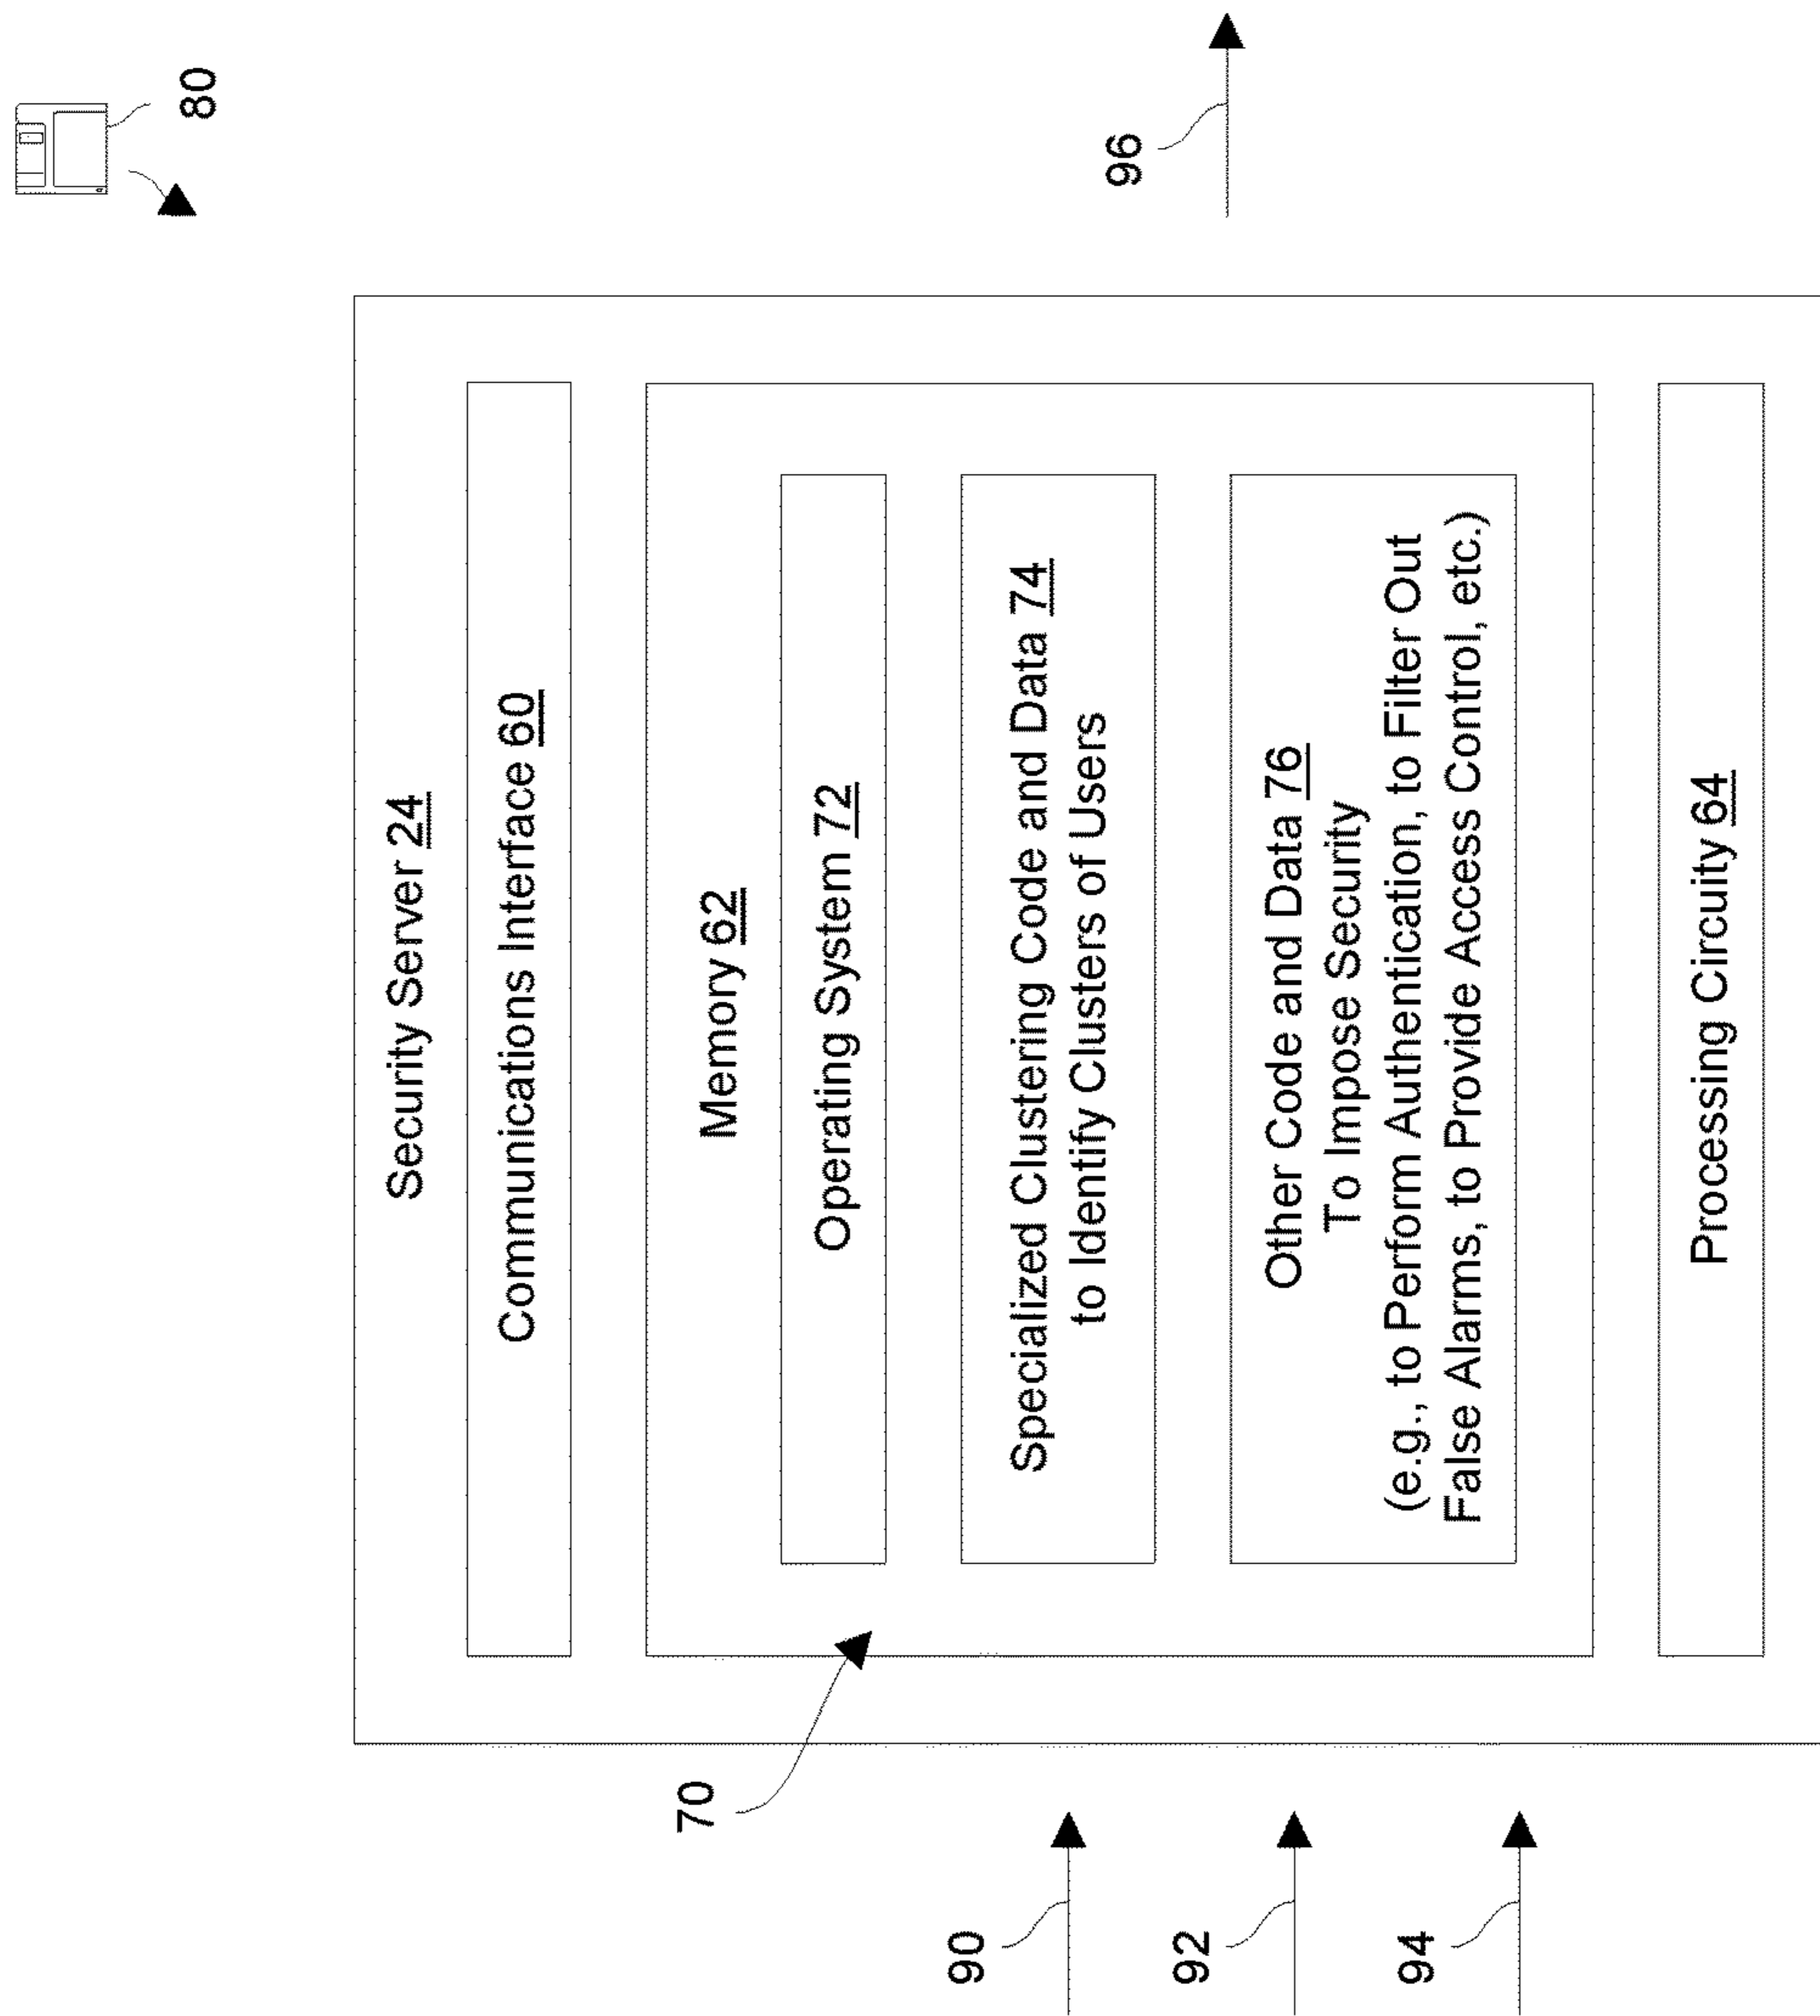 80
Security Server 24
Communications Interface 60
70
Memory 62
Operating System 72
Specialized Clustering Code and Data 74
to Identify Clusters of Users
90
96
92
Other Code and Data 76
To Impose Security
(e.g., to Perform Authentication, to Filter Out
False Alarms, to Provide Access Control, etc.)
94
Processing Circuity 64